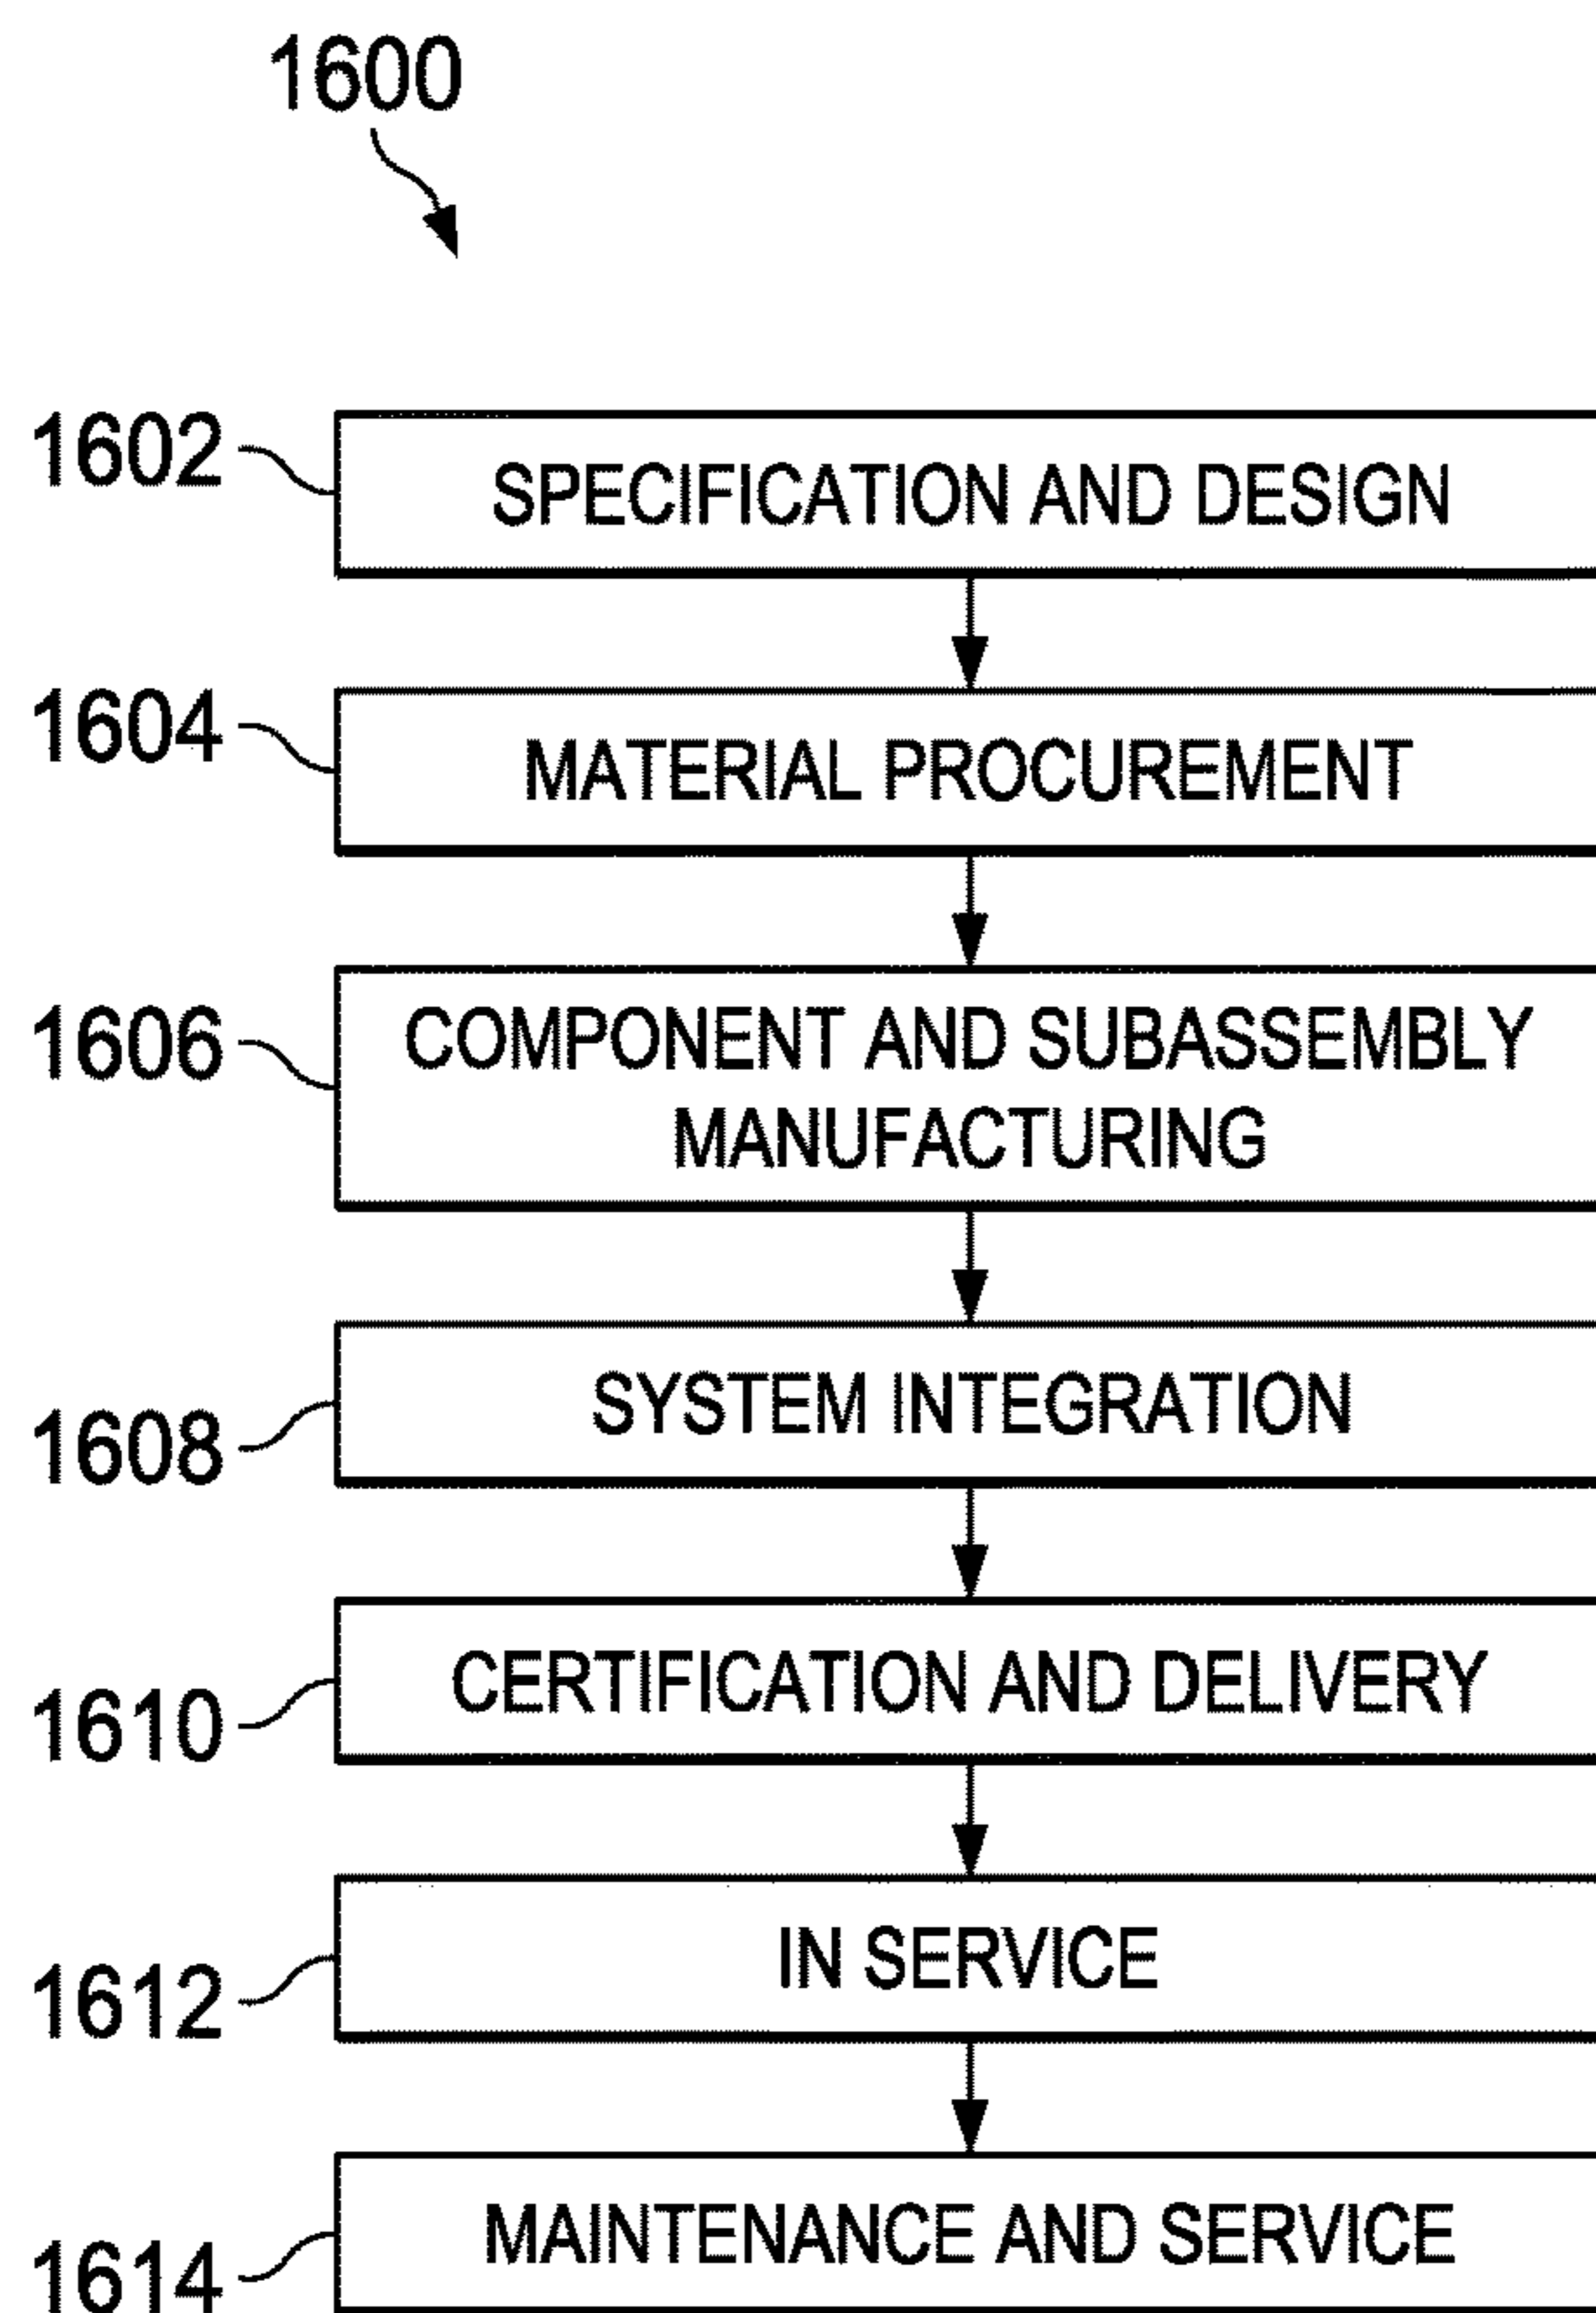 1600
1602
SPECIFICATION AND DESIGN
1604
MATERIAL PROCUREMENT
1606
COMPONENT AND SUBASSEMBLY
MANUFACTURING
1608
SYSTEM INTEGRATION
1610
CERTIFICATION AND DELIVERY
1612
IN SERVICE
1614
MAINTENANCE AND SERVICE